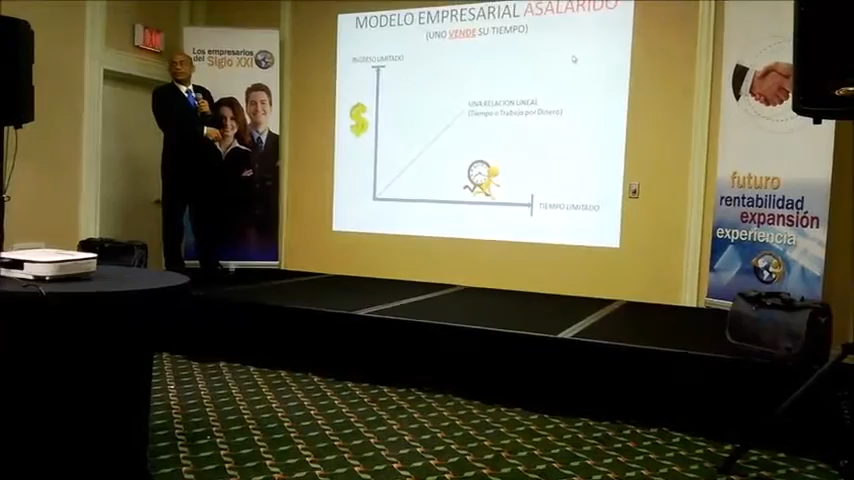 MODELO EMPRESARIAL ASALARIDO
(UNO VENDE SU TIEMPO)
INGRESO LIMITADO
UNA RELACION LINEAL
(Tiempo o Trabajo por Dinero)
$
TIEMPO LIMITADO
Los empresarios
del Siglo XXI
futuro
rentabilidad
expansión
experiencia